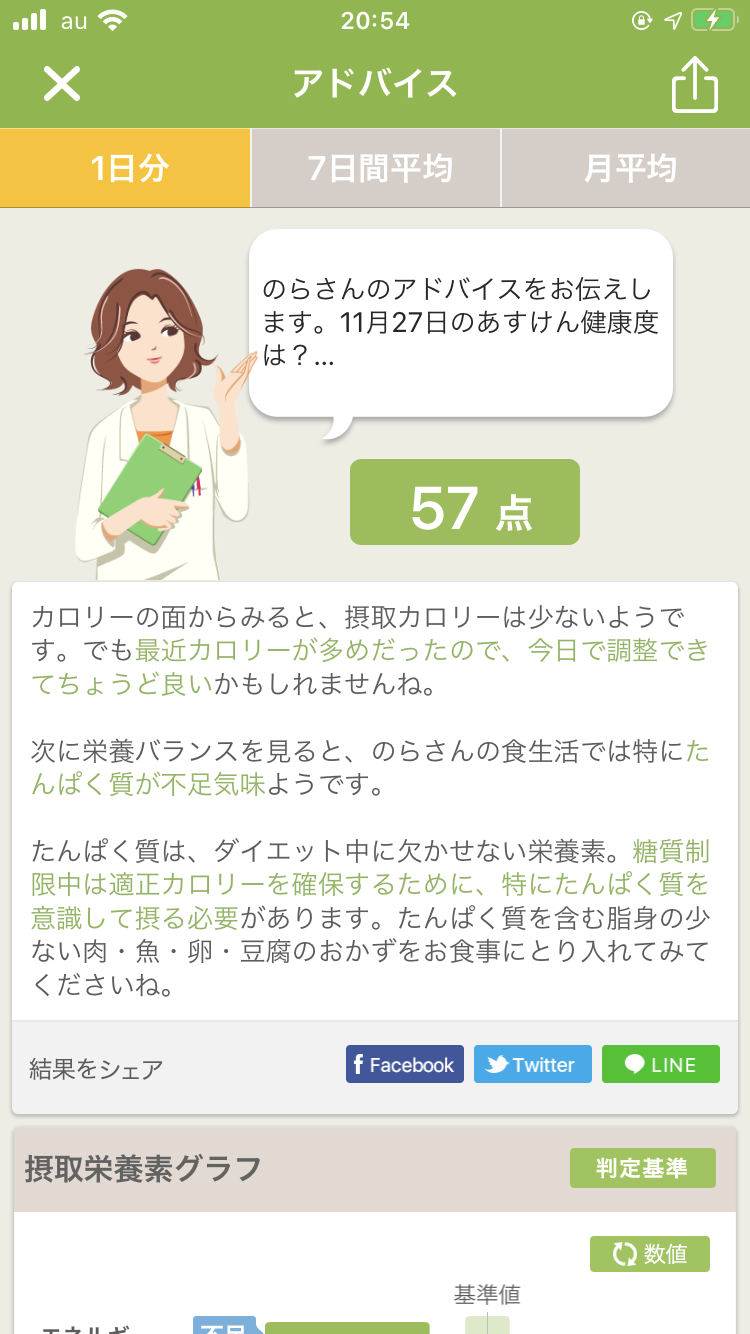 au 20:54
アドバイス
1日分 7日間平均 月平均
のらさんのアドバイスをお伝えし
ます。11月27日のあすけん健康度
は？...
57 点
カロリーの面からみると、摂取カロリーは少ないようで
す。でも最近カロリーが多めだったので、今日で調整でき
てちょうど良いかもしれませんね。
次に栄養バランスを見ると、のらさんの食生活では特にた
んぱく質が不足気味ようです。
たんぱく質は、ダイエット中に欠かせない栄養素。糖質制
限中は適正カロリーを確保するために、特にたんぱく質を
意識して摂る必要があります。たんぱく質を含む脂身の少
ない肉・魚・卵・豆腐のおかずをお食事にとり入れてみて
くださいね。
結果をシェア Facebook Twitter LINE
摂取栄養素グラフ 判定基準
数値
基準値
エネルギ